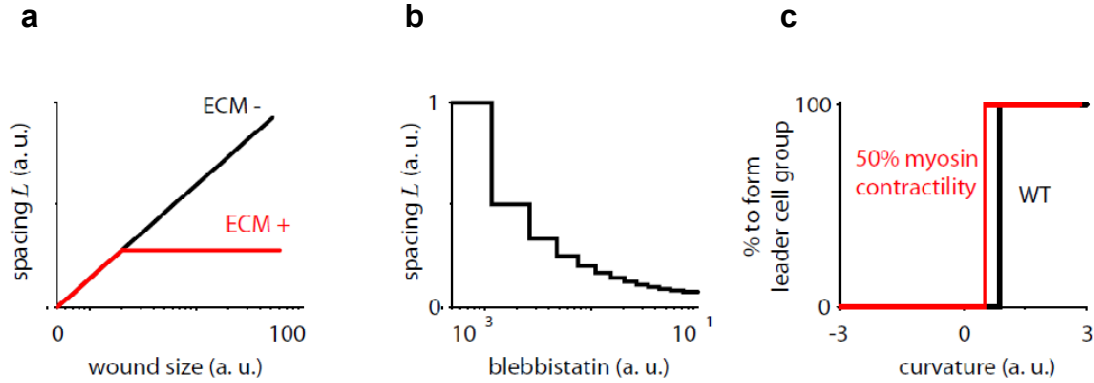 a
b
c
ECM -
ECM +
spacing L (a. u.)
0
100
wound size (a. u.)
1
0
spacing L (a. u.)
10 3
10 1
blebbistatin (a. u.)
100
0
% to form
leader cell group
50% myosin
contractility
WT
-3
0
3
curvature (a. u.)